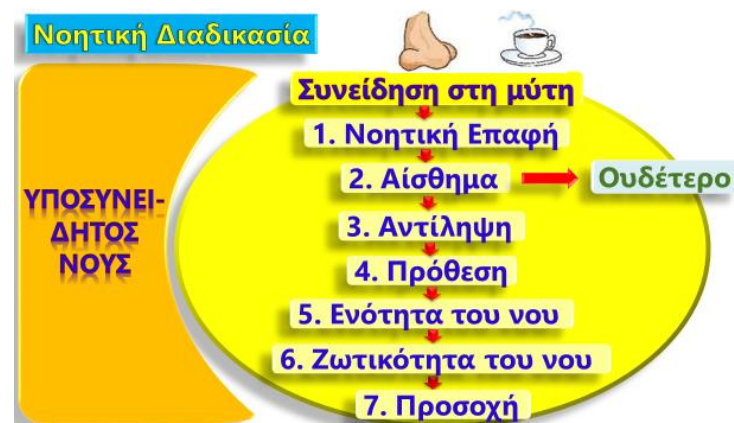 Νοητική Διαδικασία
Συνείδηση στη μύτη
1. Νοητική Επαφή
2. Αίσθημα
Ουδέτερο
3. Αντίληψη
4. Πρόθεση
5. Ενότητα του νου
6. Ζωτικότητα του νου
7. Προσοχή
ΥΠΟΣΥΝΕΙ-
ΔΗΤΟΣ
ΝΟΥΣ